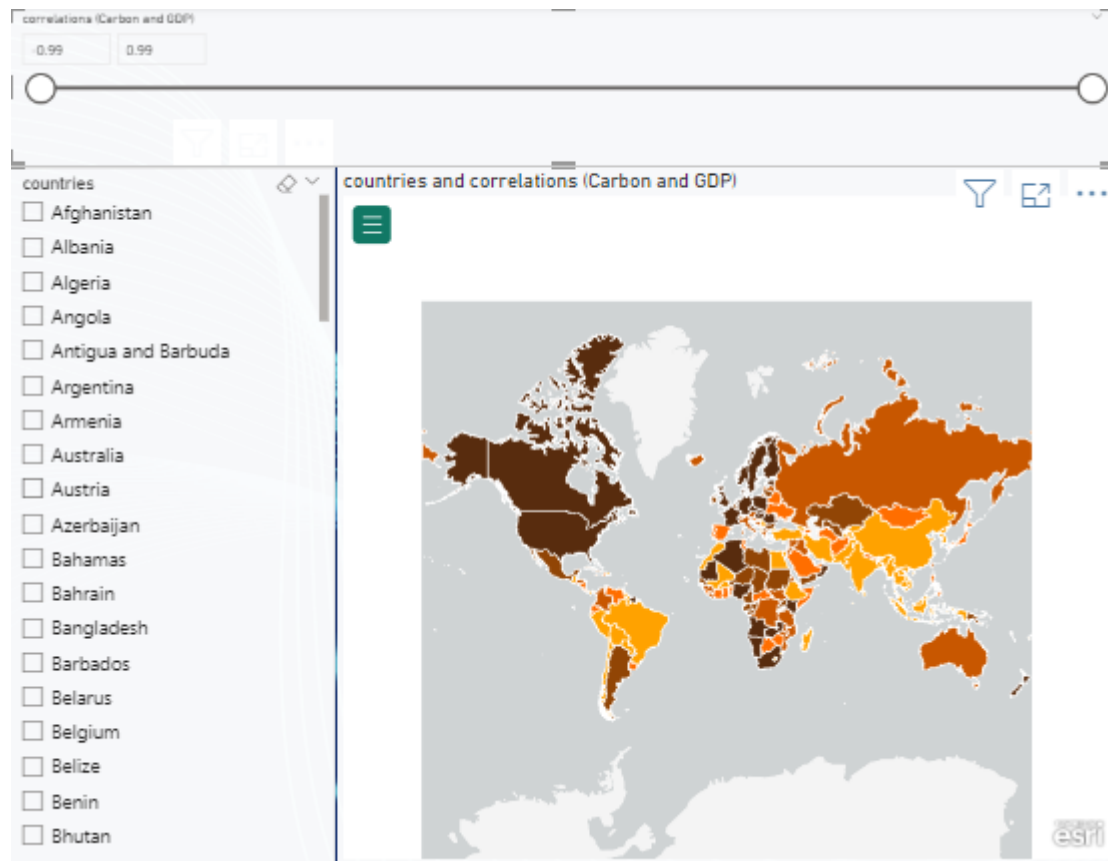 correlations (Carbon and GDP)
-0.99 0.99
countries
Afghanistan
Albania
Algeria
Angola
Antigua and Barbuda
Argentina
Armenia
Australia
Austria
Azerbaijan
Bahamas
Bahrain
Bangladesh
Barbados
Belarus
Belgium
Belize
Benin
Bhutan
countries and correlations (Carbon and GDP)
esri